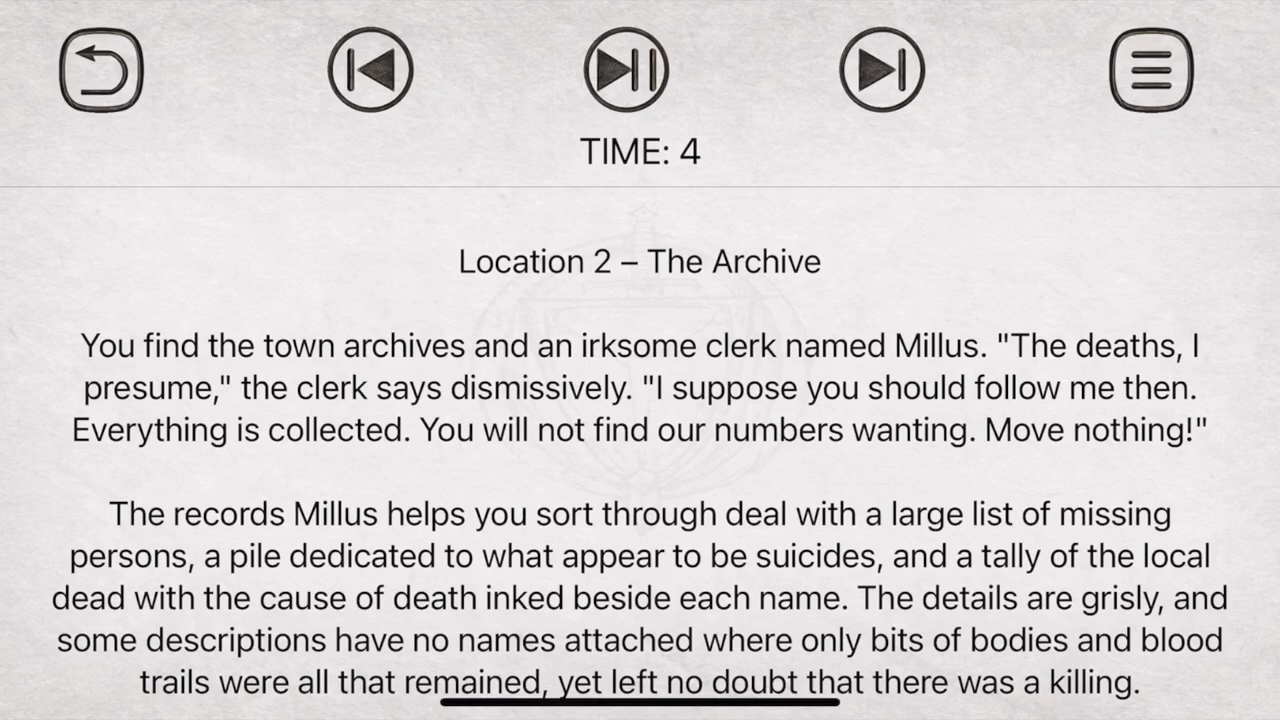 TIME: 4
Location 2 – The Archive
You find the town archives and an irksome clerk named Millus. "The deaths, I
presume," the clerk says dismissively. "I suppose you should follow me then.
Everything is collected. You will not find our numbers wanting. Move nothing!"
The records Millus helps you sort through deal with a large list of missing
persons, a pile dedicated to what appear to be suicides, and a tally of the local
dead with the cause of death inked beside each name. The details are grisly, and
some descriptions have no names attached where only bits of bodies and blood
trails were all that remained, yet left no doubt that there was a killing.